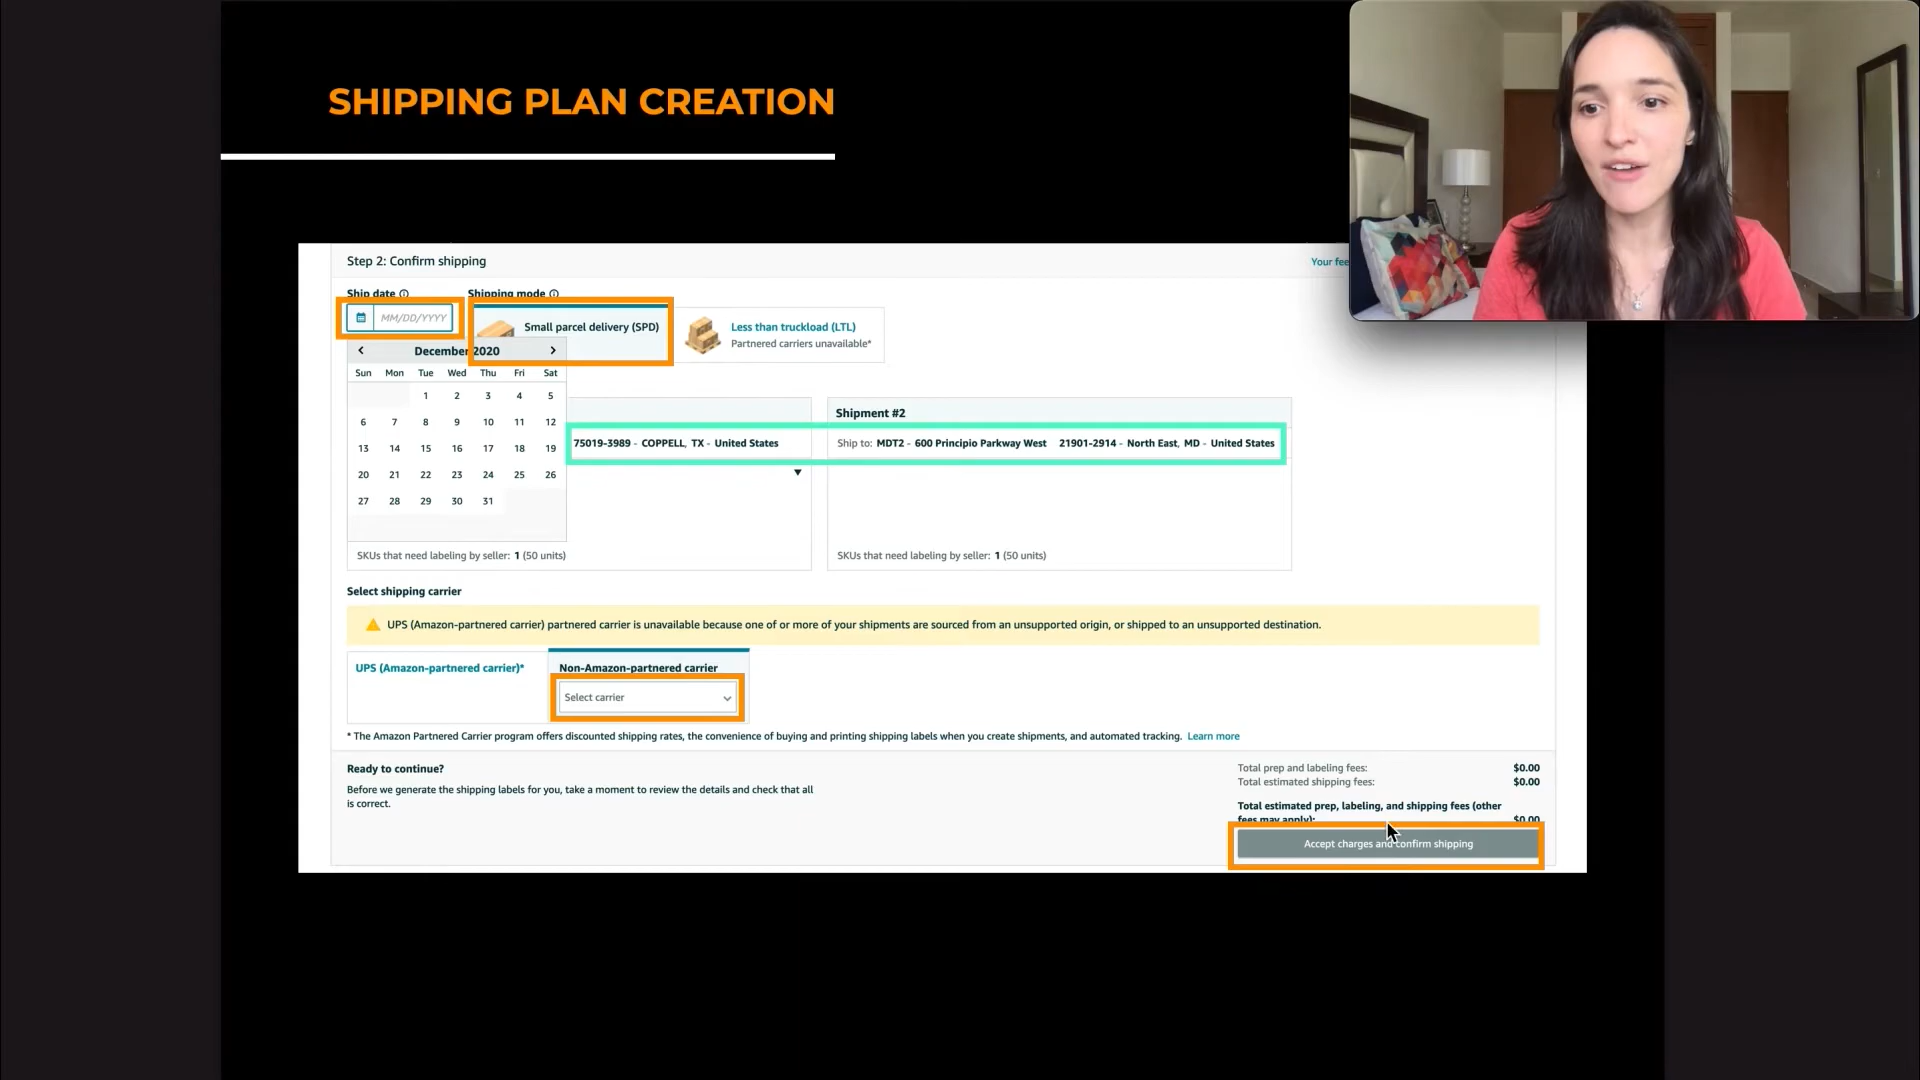 SHIPPING PLAN CREATION
Step 2: Confirm shipping
Your fee
Ship date
Shipping mode
MM/DD/YYYY
Small parcel delivery (SPD)
Less than truckload (LTL)
Partnered carriers unavailable*
December 2020
Sun Mon Tue Wed Thu Fri Sat
1 2 3 4 5
6 7 8 9 10 11 12
13 14 15 16 17 18 19
20 21 22 23 24 25 26
27 28 29 30 31
Shipment #2
75019-3989 - COPPELL, TX - United States
Ship to: MDT2 - 600 Principio Parkway West 21901-2914 - North East, MD - United States
SKUs that need labeling by seller: 1 (50 units)
SKUs that need labeling by seller: 1 (50 units)
Select shipping carrier
UPS (Amazon-partnered carrier) partnered carrier is unavailable because one of or more of your shipments are sourced from an unsupported origin, or shipped to an unsupported destination.
UPS (Amazon-partnered carrier)*
Non-Amazon-partnered carrier
Select carrier
* The Amazon Partnered Carrier program offers discounted shipping rates, the convenience of buying and printing shipping labels when you create shipments, and automated tracking. Learn more
Ready to continue?
Before we generate the shipping labels for you, take a moment to review the details and check that all
is correct.
Total prep and labeling fees: $0.00
Total estimated shipping fees: $0.00
Total estimated prep, labeling, and shipping fees (other
fees may apply): $0.00
Accept charges and confirm shipping